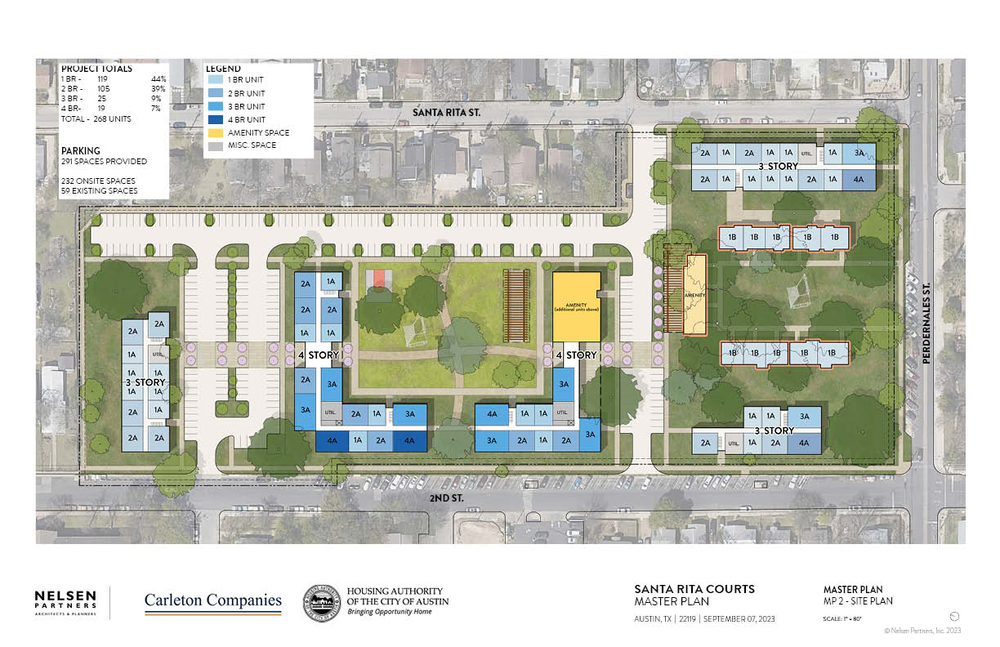 PROJECT TOTALS
1 BR - 119 44%
2 BR - 105 39%
3 BR - 25 9%
4 BR- 19 7%
TOTAL - 268 UNITS
PARKING
291 SPACES PROVIDED
232 ONSITE SPACES
59 EXISTING SPACES
LEGEND
1 BR UNIT
2 BR UNIT
3 BR UNIT
4 BR UNIT
AMENITY SPACE
MISC. SPACE
SANTA RITA ST.
2A 1A 2A 1A 1A UTIL. 1A 3A
3 STORY
2A 1A 1A 1A 1A 2A 1A 4A
1B 1B 1B 1B 1B
AMENITY
1B 1B 1B 1B 1B
1A 1A 3A
3 STORY
2A UTIL. 1A 2A 4A
PERDERNALES ST.
2A 1A
2A 2A
1A 1A
4 STORY
2A 3A
3A UTIL. 2A 1A 3A
4A 1A 2A 4A
AMENITY
(additional units above)
4 STORY
3A
4A 1A 1A UTIL.
3A 2A 1A 2A 3A
2A 2A
1A UTIL.
1A 1A
3 STORY
1A 1A
2A 1A
2A 2A
2ND ST.
NELSEN
PARTNERS
ARCHITECTS & PLANNERS
Carleton Companies
HOUSING AUTHORITY
OF THE CITY OF AUSTIN
Bringing Opportunity Home
SANTA RITA COURTS
MASTER PLAN
AUSTIN, TX | 22119 | SEPTEMBER 07, 2023
MASTER PLAN
MP 2 - SITE PLAN
SCALE: 1" = 80'
© Nelsen Partners, Inc. 2023